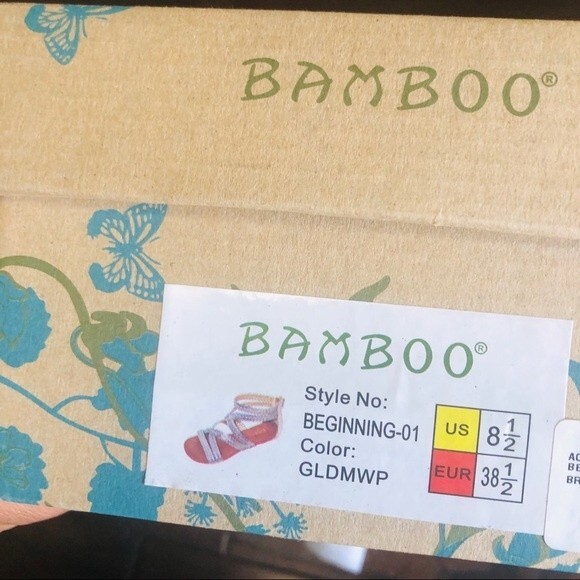 BAMBOO®
BAMBOO®
Style No:
BEGINNING-01
Color:
GLDMWP
US 8 1/2
EUR 38 1/2